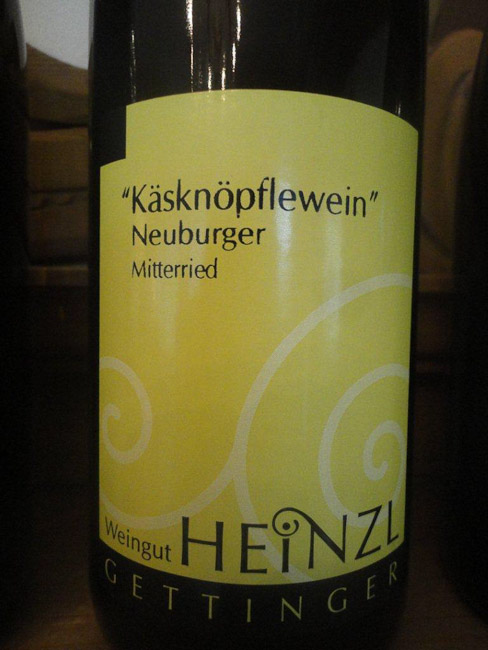 "Käsknöpflewein"
Neuburger
Mitterried
Weingut HEiNZL
GETTINGER